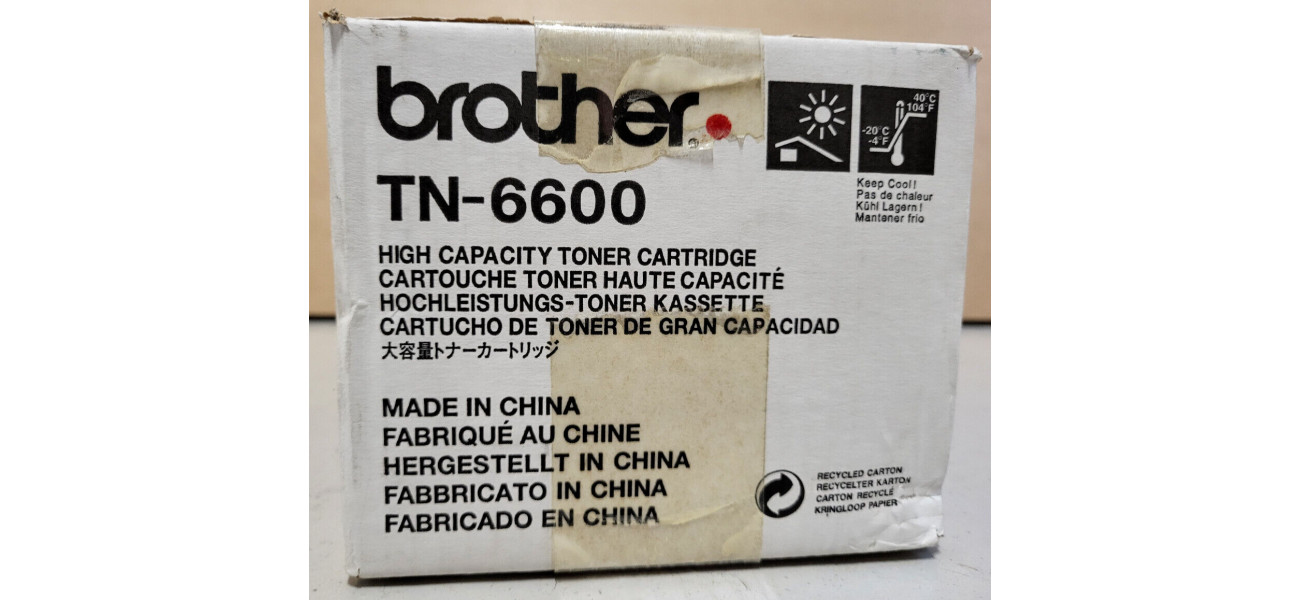 brother®
TN-6600
40°C
104°F
-20°C
-4°F
Keep Cool!
Pas de chaleur
Kühl Lagern!
Mantener frio
HIGH CAPACITY TONER CARTRIDGE
CARTOUCHE TONER HAUTE CAPACITÉ
HOCHLEISTUNGS-TONER KASSETTE
CARTUCHO DE TONER DE GRAN CAPACIDAD
大容量トナーカートリッジ
MADE IN CHINA
FABRIQUÉ AU CHINE
HERGESTELLT IN CHINA
FABBRICATO IN CHINA
FABRICADO EN CHINA
RECYCLED CARTON
RECYCELTER KARTON
CARTON RECYCLÉ
KRINGLOOP PAPIER